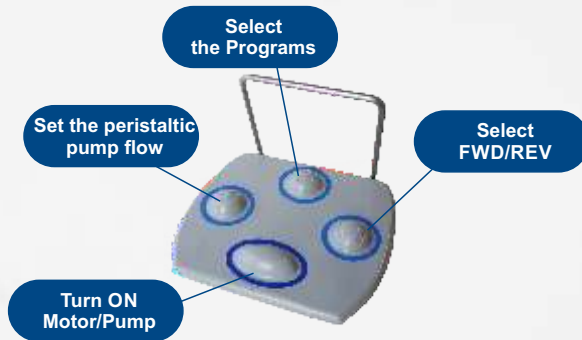 Select
the Programs
Set the peristaltic
pump flow
Select
FWD/REV
Turn ON
Motor/Pump